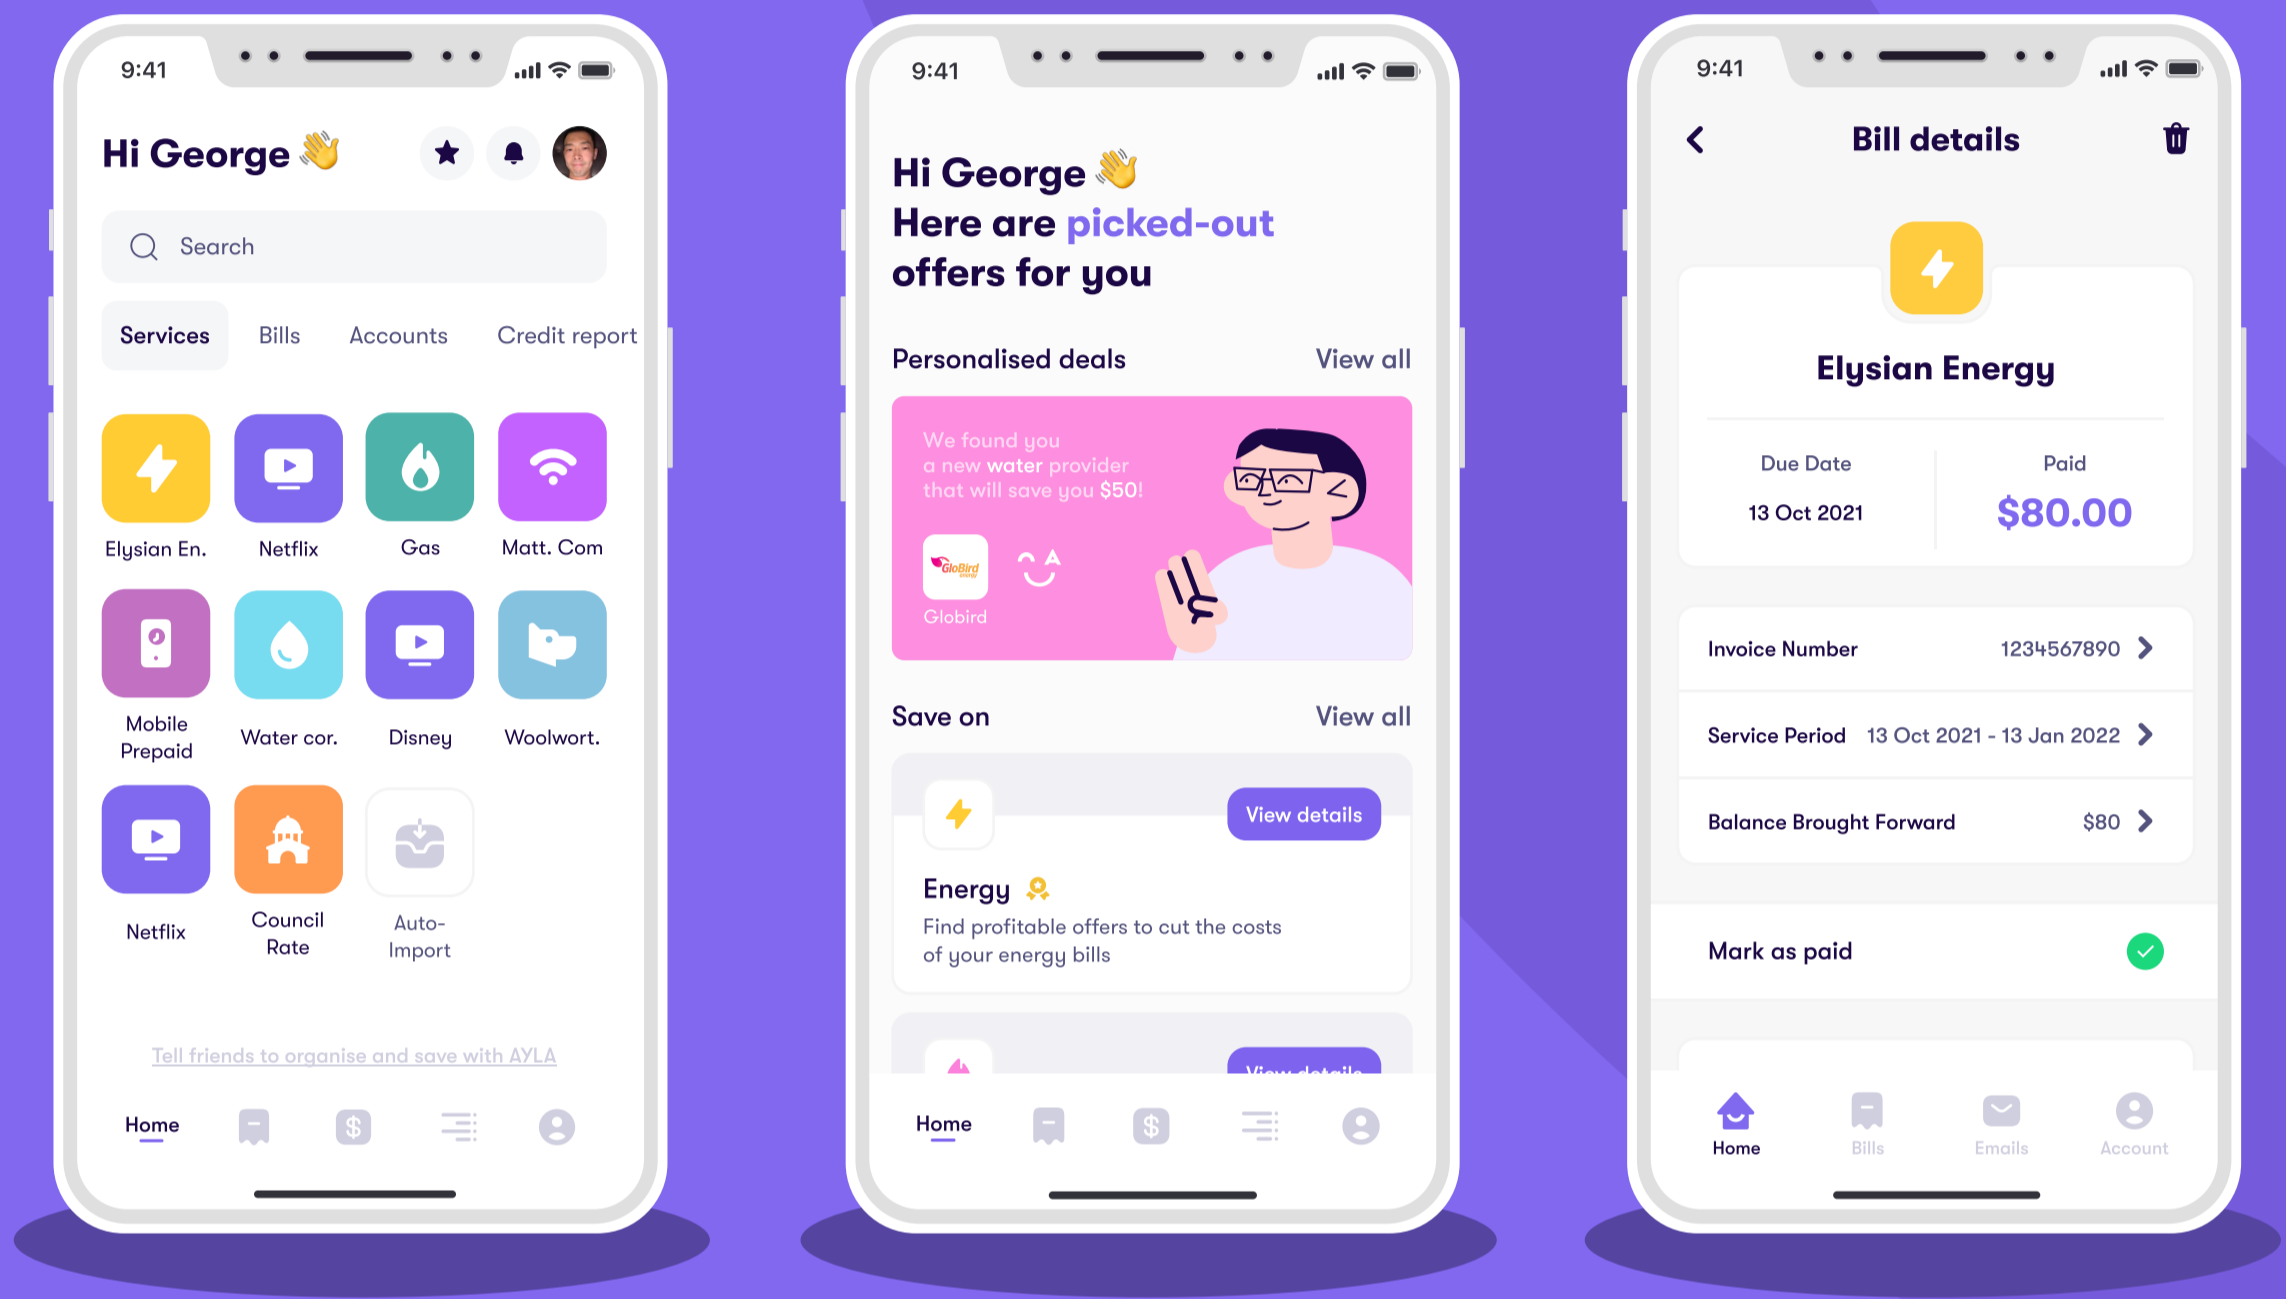 9:41
Hi George 👋
Search
Services Bills Accounts Credit report
Elysian En. Netflix Gas Matt. Com
Mobile
Prepaid
Water cor. Disney Woolwort.
Netflix
Council
Rate
Auto-
Import
Tell friends to organise and save with AYLA
Home
$
9:41
Hi George 👋
Here are picked-out
offers for you
Personalised deals View all
We found you
a new water provider
that will save you $50!
GloBird
energy
Globird
Save on View all
View details
Energy
Find profitable offers to cut the costs
of your energy bills
View details
Home
$
9:41
Bill details
Elysian Energy
Due Date Paid
13 Oct 2021 $80.00
Invoice Number 1234567890
Service Period 13 Oct 2021 - 13 Jan 2022
Balance Brought Forward $80
Mark as paid
Home Bills Emails Account